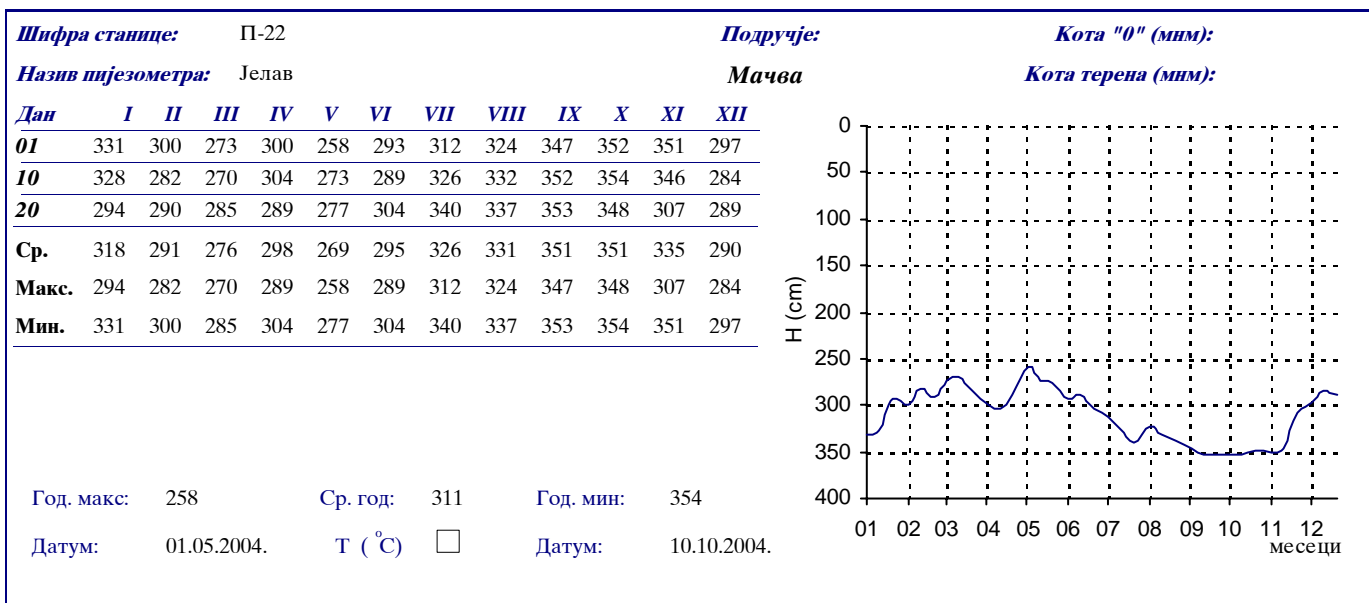 Шифра станице: П-22 Подручје: Кота "0" (мнм):
Назив пијезометра: Јелав Мачва Кота терена (мнм):
Дан I II III IV V VI VII VIII IX X XI XII
01 331 300 273 300 258 293 312 324 347 352 351 297
10 328 282 270 304 273 289 326 332 352 354 346 284
20 294 290 285 289 277 304 340 337 353 348 307 289
Ср. 318 291 276 298 269 295 326 331 351 351 335 290
Макс. 294 282 270 289 258 289 312 324 347 348 307 284
Мин. 331 300 285 304 277 304 340 337 353 354 351 297
Год. макс: 258 Ср. год: 311 Год. мин: 354
Датум: 01.05.2004. Т ( °C) Датум: 10.10.2004.
H (cm)
0
50
100
150
200
250
300
350
400
01 02 03 04 05 06 07 08 09 10 11 12
месеци